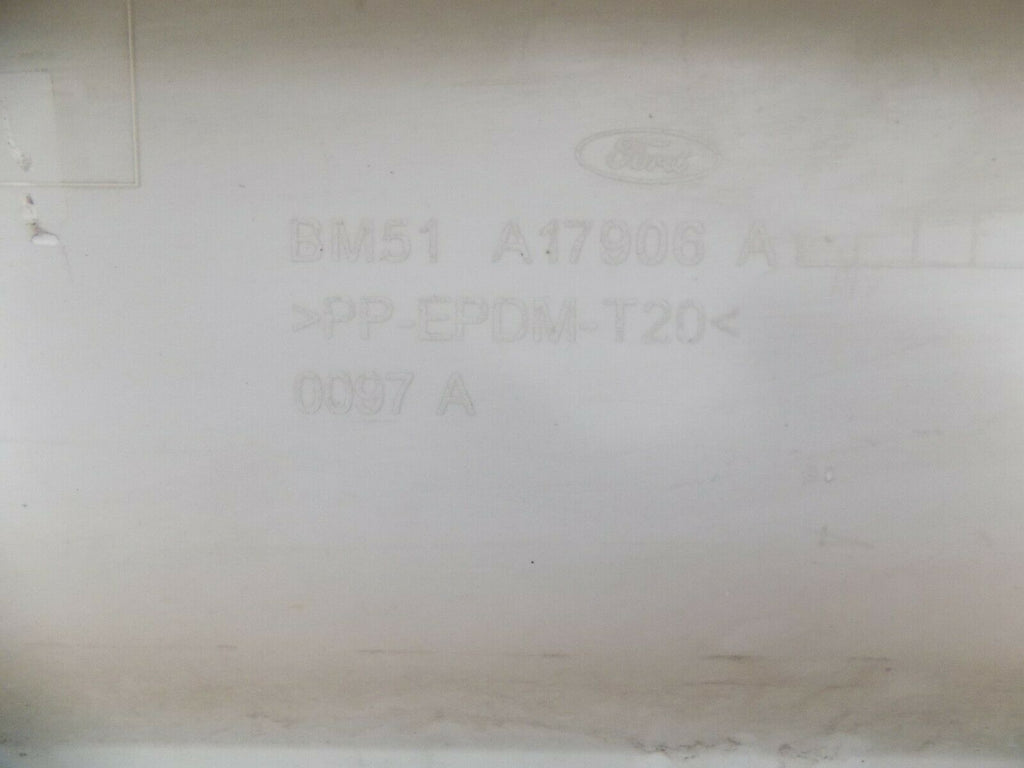 Ford
BM51 A17906 A
>PP-EPDM-T20<
0097 A